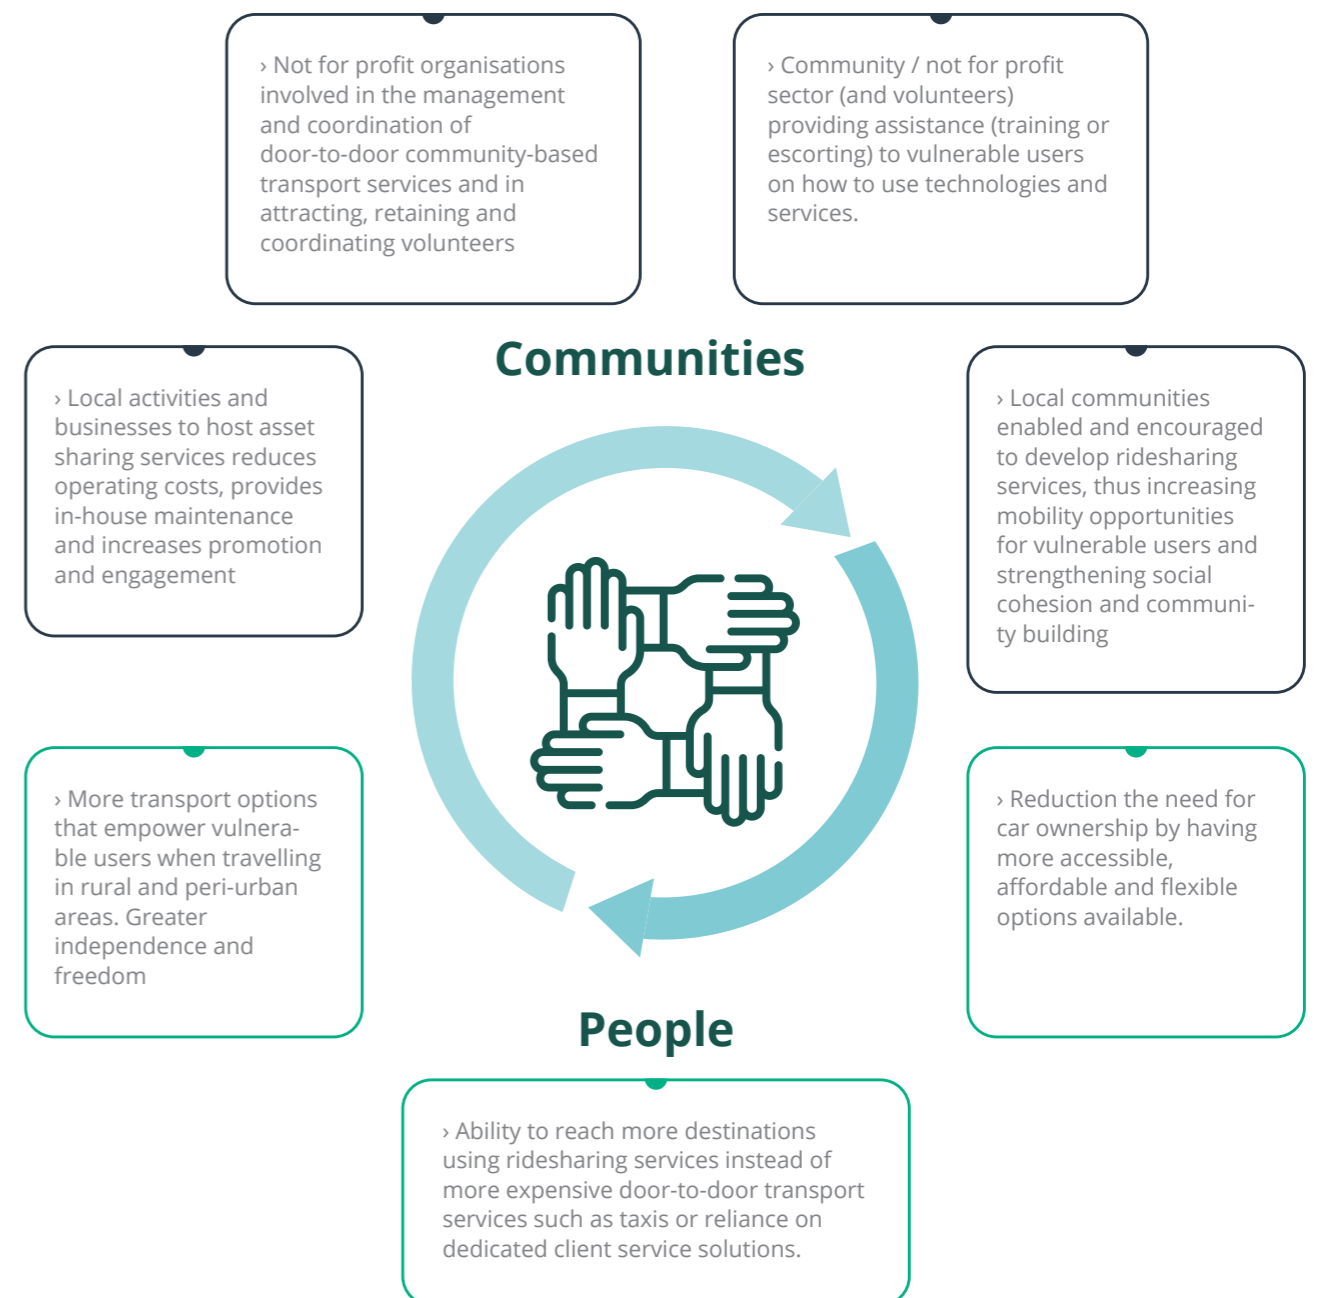 › Not for profit organisations
involved in the management
and coordination of
door-to-door community-based
transport services and in
attracting, retaining and
coordinating volunteers
› Community / not for profit
sector (and volunteers)
providing assistance (training or
escorting) to vulnerable users
on how to use technologies and
services.
Communities
› Local activities and
businesses to host asset
sharing services reduces
operating costs, provides
in-house maintenance
and increases promotion
and engagement
› Local communities
enabled and encouraged
to develop ridesharing
services, thus increasing
mobility opportunities
for vulnerable users and
strengthening social
cohesion and communi-
ty building
› More transport options
that empower vulnera-
ble users when travelling
in rural and peri-urban
areas. Greater
independence and
freedom
› Reduction the need for
car ownership by having
more accessible,
affordable and flexible
options available.
People
› Ability to reach more destinations
using ridesharing services instead of
more expensive door-to-door transport
services such as taxis or reliance on
dedicated client service solutions.